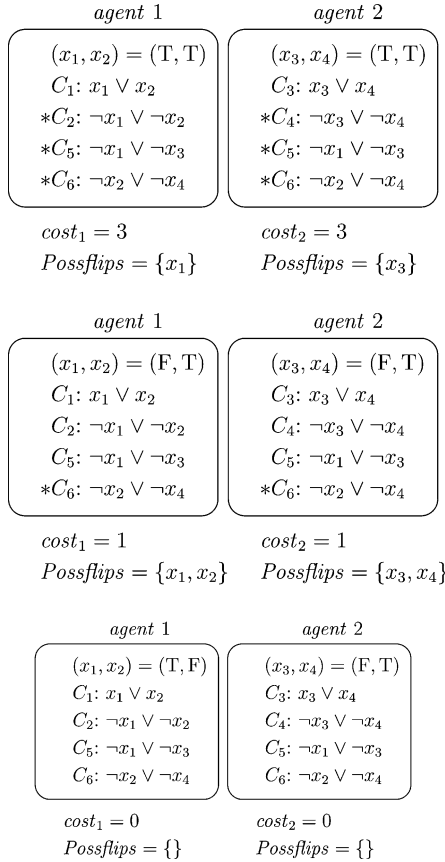 agent 1
(x₁, x₂) = (T, T)
C₁: x₁ ∨ x₂
*C₂: ¬x₁ ∨ ¬x₂
*C₅: ¬x₁ ∨ ¬x₃
*C₆: ¬x₂ ∨ ¬x₄
cost₁ = 3
Possflips = {x₁}
agent 2
(x₃, x₄) = (T, T)
C₃: x₃ ∨ x₄
*C₄: ¬x₃ ∨ ¬x₄
*C₅: ¬x₁ ∨ ¬x₃
*C₆: ¬x₂ ∨ ¬x₄
cost₂ = 3
Possflips = {x₃}
agent 1
(x₁, x₂) = (F, T)
C₁: x₁ ∨ x₂
C₂: ¬x₁ ∨ ¬x₂
C₅: ¬x₁ ∨ ¬x₃
*C₆: ¬x₂ ∨ ¬x₄
cost₁ = 1
Possflips = {x₁, x₂}
agent 2
(x₃, x₄) = (F, T)
C₃: x₃ ∨ x₄
C₄: ¬x₃ ∨ ¬x₄
C₅: ¬x₁ ∨ ¬x₃
*C₆: ¬x₂ ∨ ¬x₄
cost₂ = 1
Possflips = {x₃, x₄}
agent 1
(x₁, x₂) = (T, F)
C₁: x₁ ∨ x₂
C₂: ¬x₁ ∨ ¬x₂
C₅: ¬x₁ ∨ ¬x₃
C₆: ¬x₂ ∨ ¬x₄
cost₁ = 0
Possflips = {}
agent 2
(x₃, x₄) = (F, T)
C₃: x₃ ∨ x₄
C₄: ¬x₃ ∨ ¬x₄
C₅: ¬x₁ ∨ ¬x₃
C₆: ¬x₂ ∨ ¬x₄
cost₂ = 0
Possflips = {}